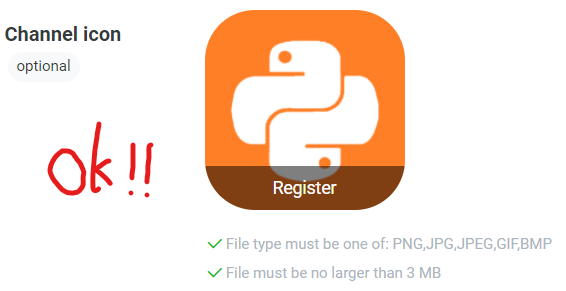 Channel icon
optional
Ok!!
Register
File type must be one of: PNG,JPG,JPEG,GIF,BMP
File must be no larger than 3 MB